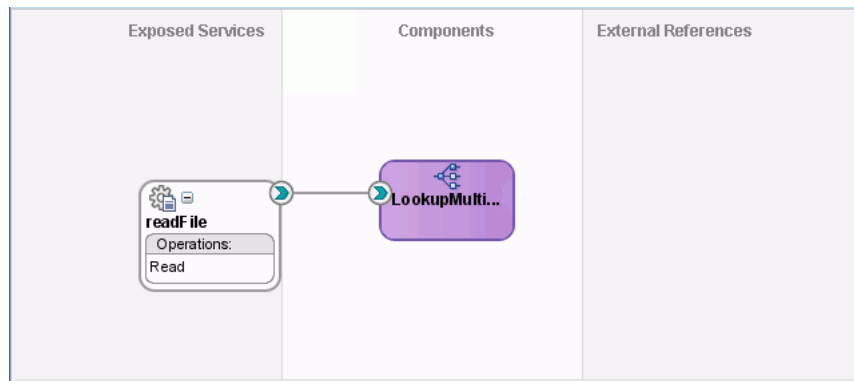 Exposed Services
Components
External References
readFile
Operations:
Read
LookupMulti...